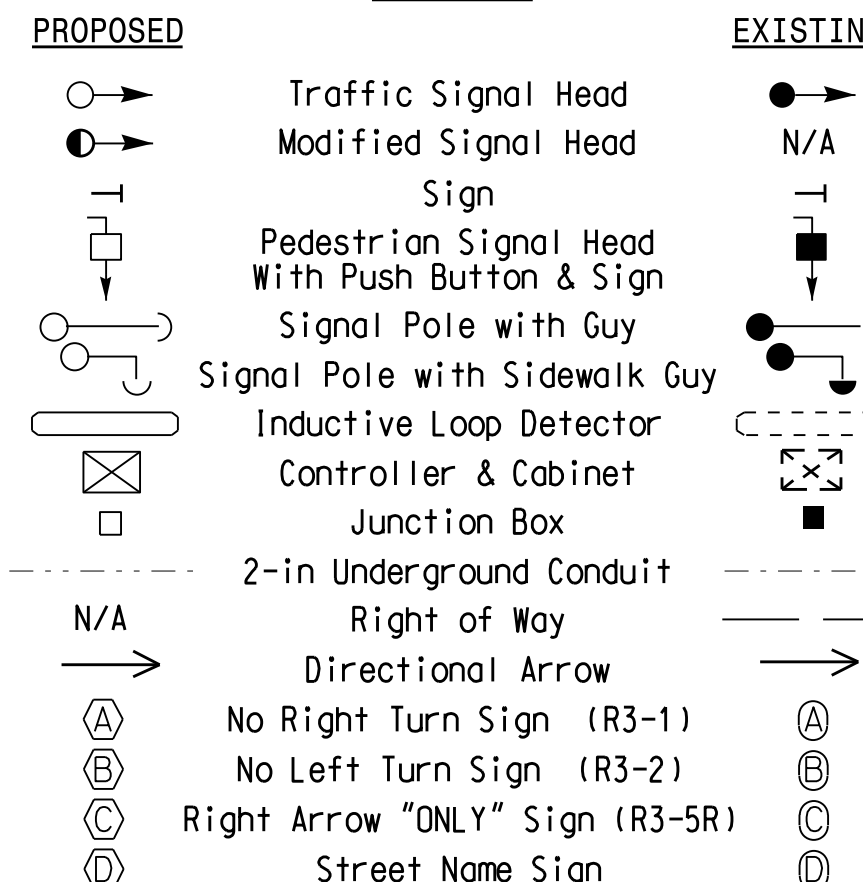 PROPOSED EXISTIN
Traffic Signal Head
Modified Signal Head N/A
Sign
Pedestrian Signal Head
With Push Button & Sign
Signal Pole with Guy
Signal Pole with Sidewalk Guy
Inductive Loop Detector
Controller & Cabinet
Junction Box
2-in Underground Conduit
N/A Right of Way
Directional Arrow
A No Right Turn Sign (R3-1) A
B No Left Turn Sign (R3-2) B
C Right Arrow "ONLY" Sign (R3-5R) C
D Street Name Sign D